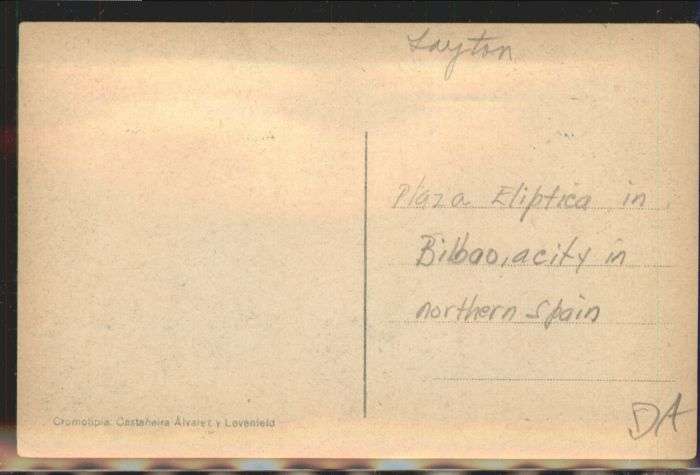 Layton
Plaza Eliptica in
Bilbao, a city in
northern Spain
Cromotipia. Castañeira Álvarez y Levenfeld
DA